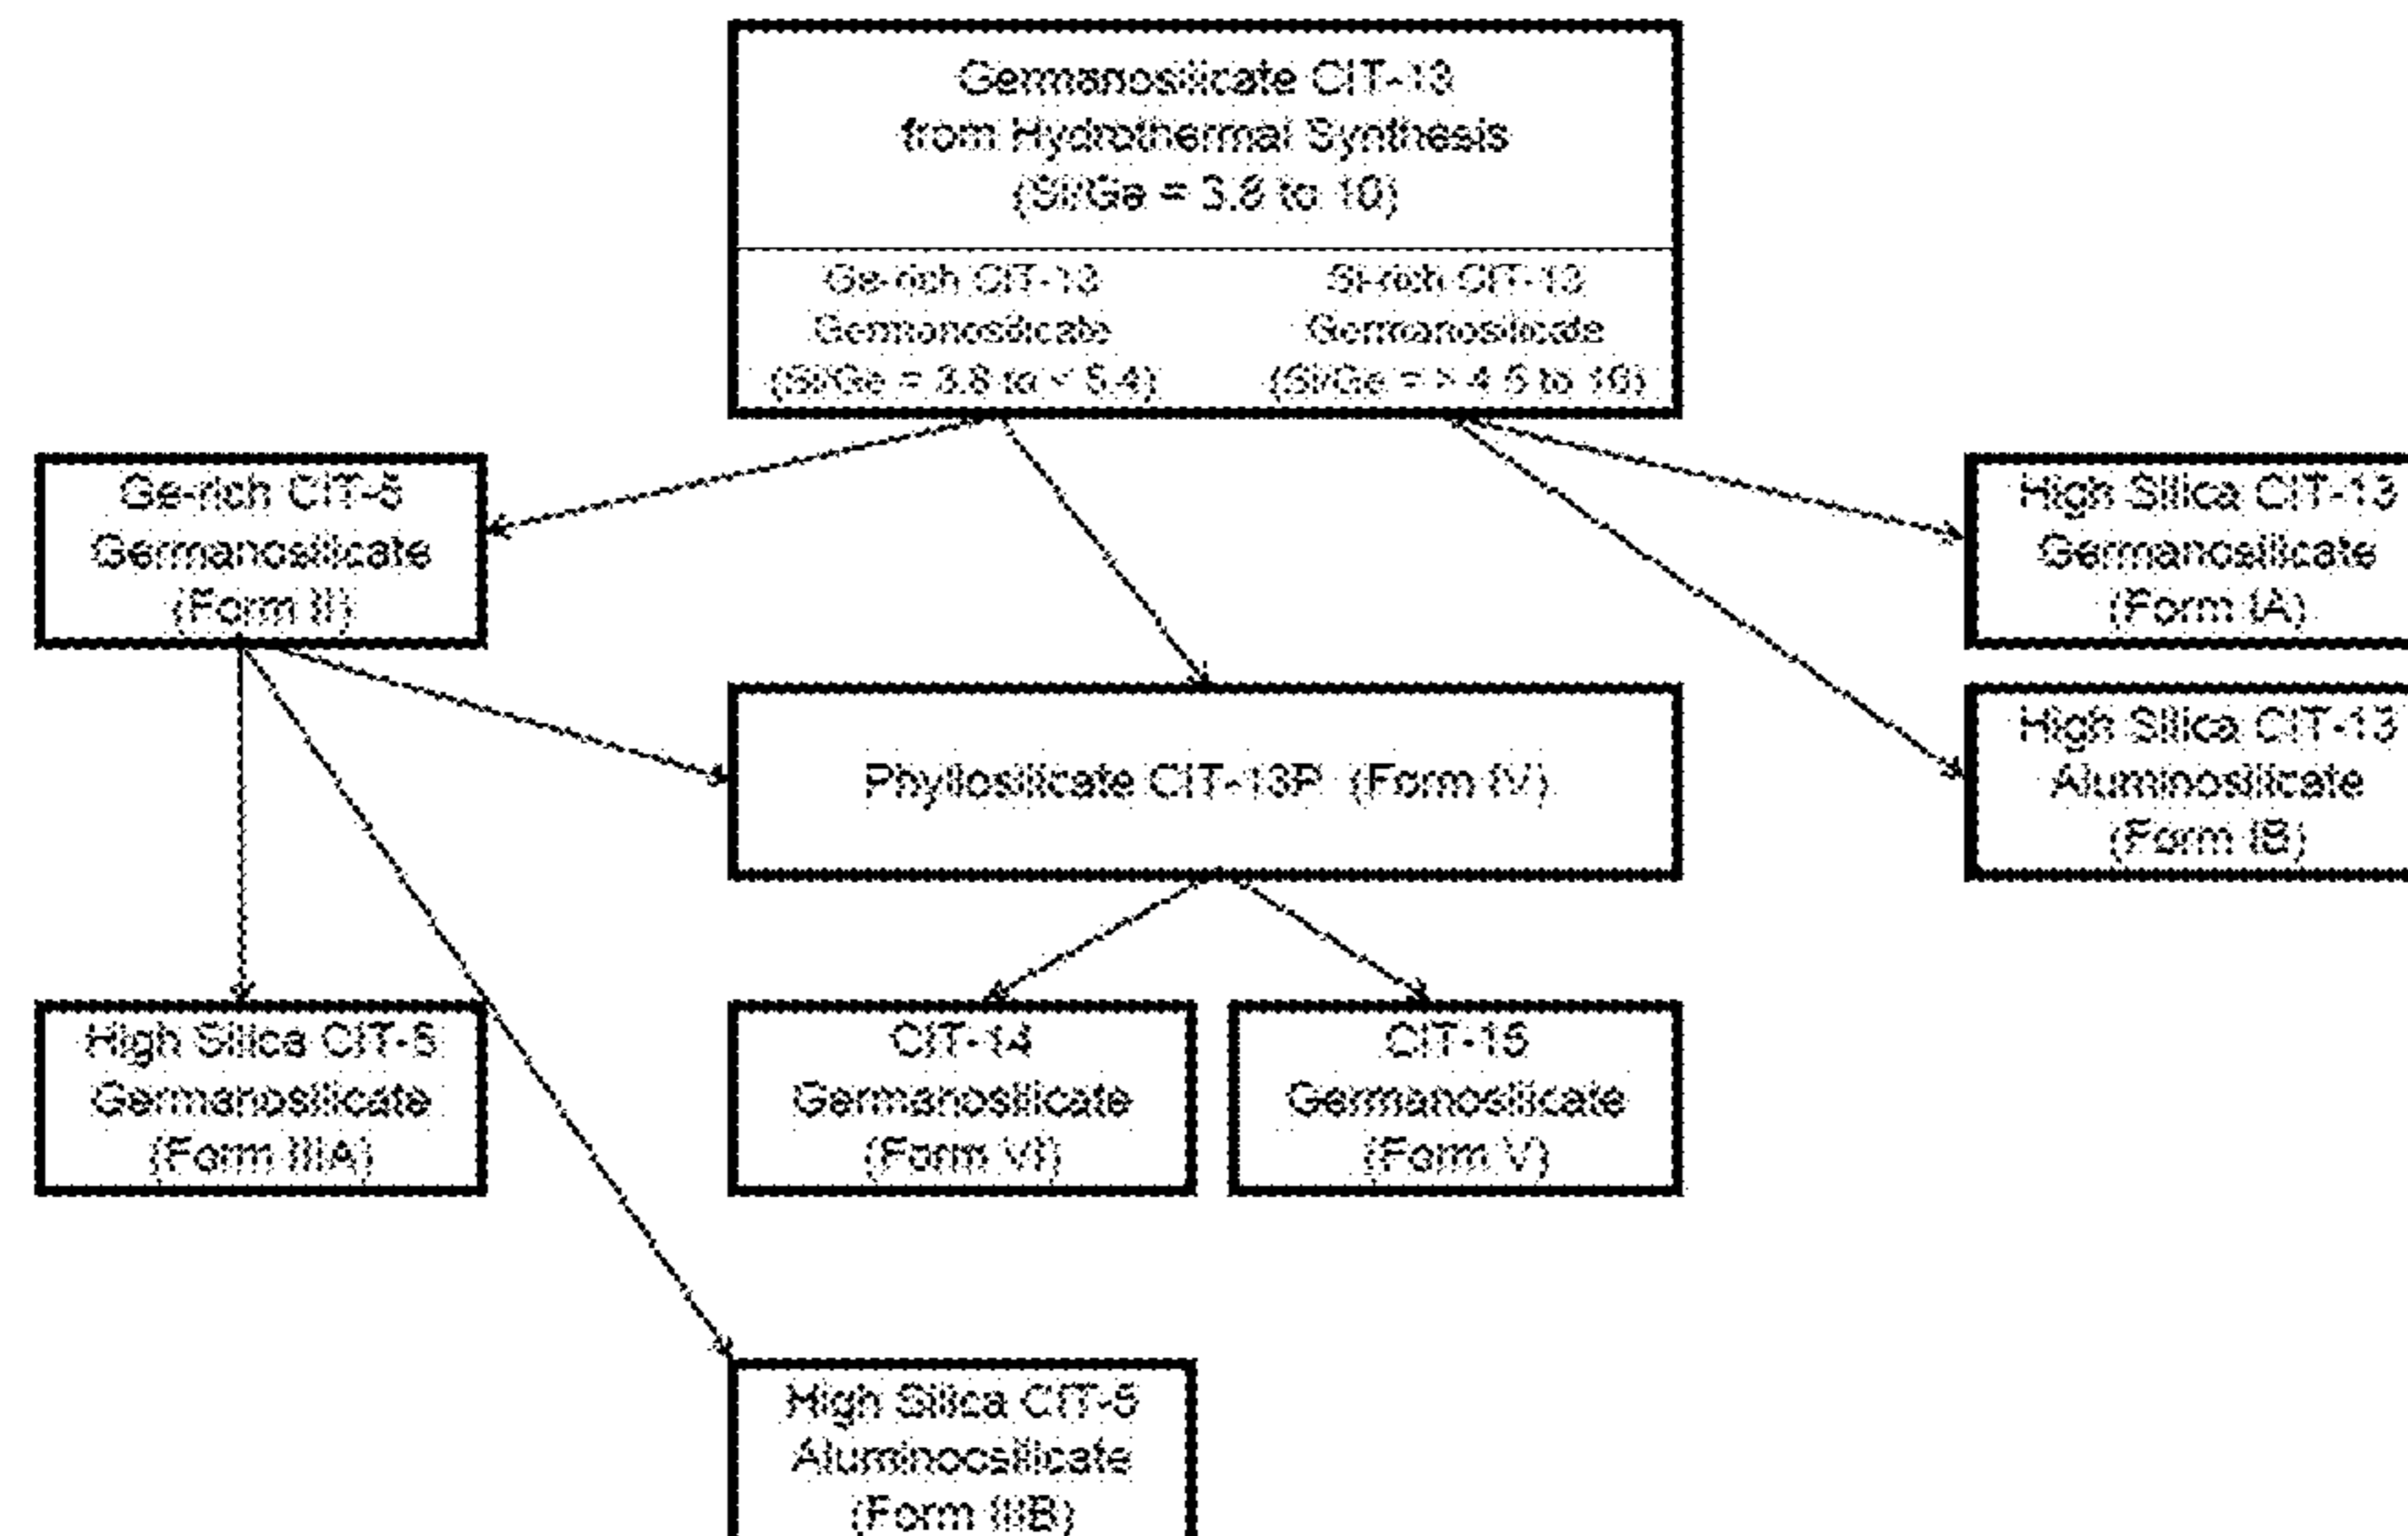 Germanosilicate CIT-13
from Hydrothermal Synthesis
(Si/Ge = 3.8 to 10)
Ge-rich CIT-13
Germanosilicate
(Si/Ge = 3.8 to < 5.4)
Si-rich CIT-13
Germanosilicate
(Si/Ge = > 4.5 to 10)
Ge-rich CIT-5
Germanosilicate
(Form II)
High Silica CIT-13
Germanosilicate
(Form IA)
Phyllosilicate CIT-13P (Form IV)
High Silica CIT-13
Aluminosilicate
(Form IB)
High Silica CIT-5
Germanosilicate
(Form IIIA)
CIT-14
Germanosilicate
(Form VI)
CIT-15
Germanosilicate
(Form V)
High Silica CIT-5
Aluminocsilicate
(Form IIIB)